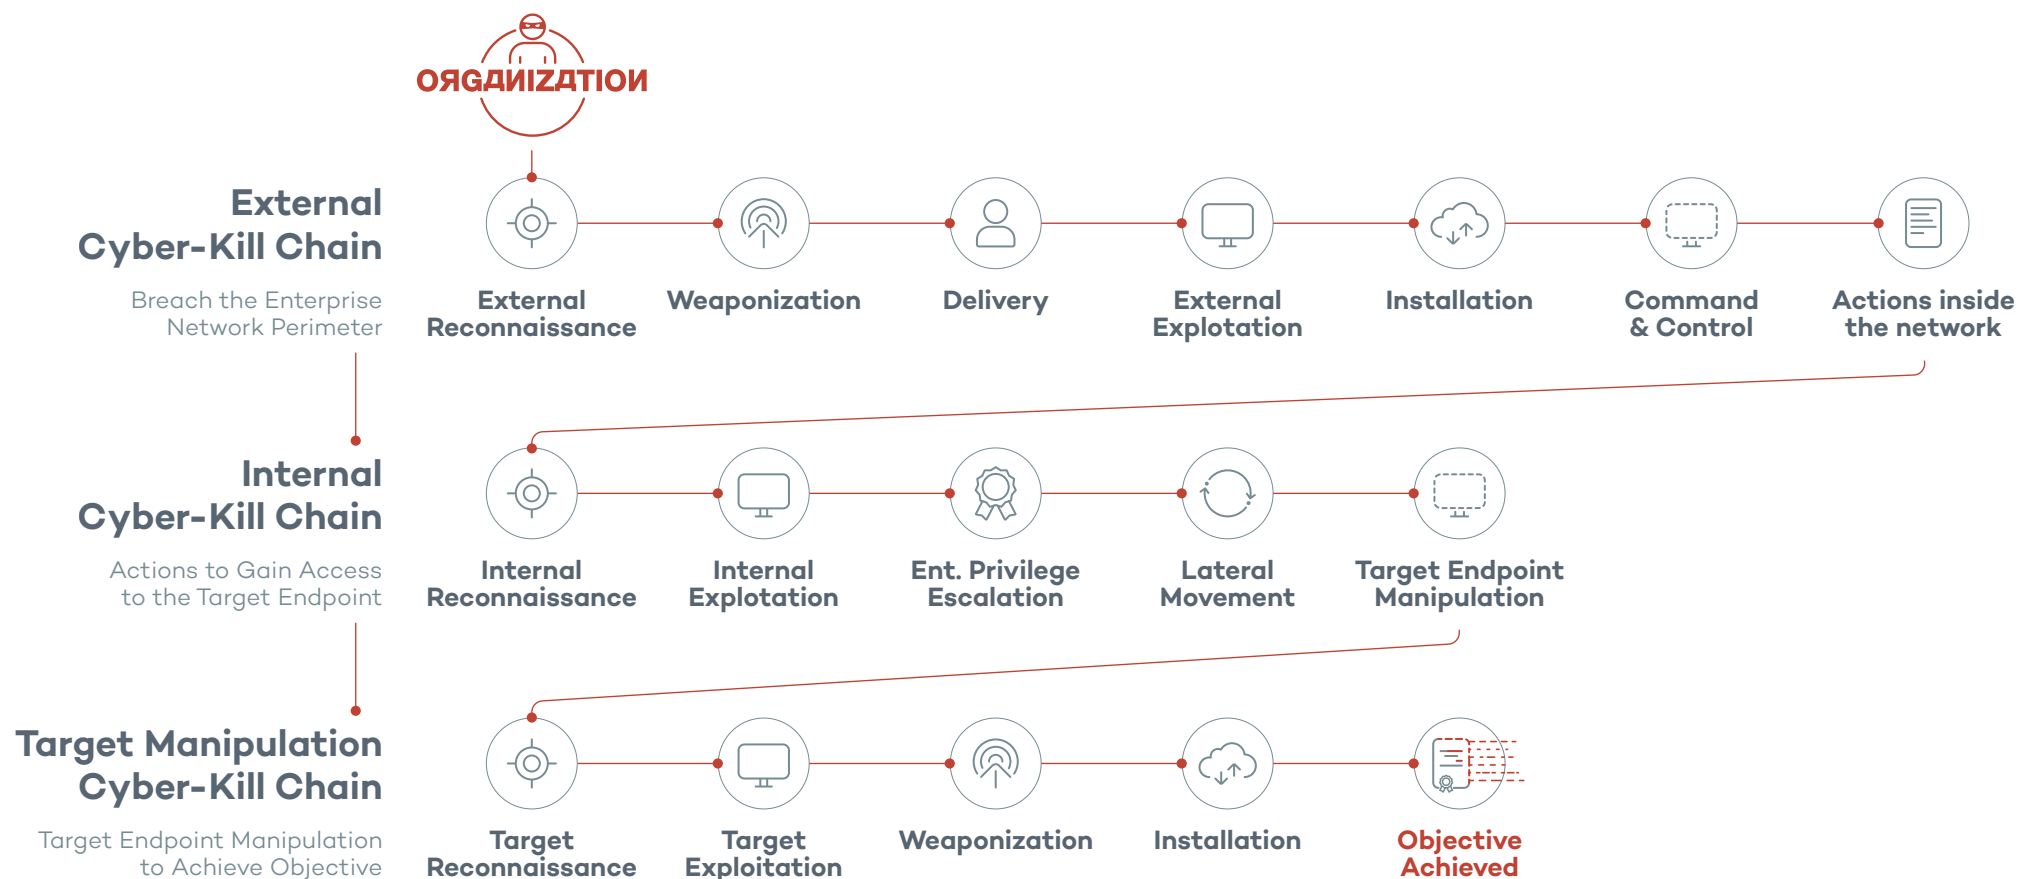 OЯGДИIZДTIOИ
External
Cyber-Kill Chain
Breach the Enterprise
Network Perimeter
External
Reconnaissance
Weaponization
Delivery
External
Explotation
Installation
Command
& Control
Actions inside
the network
Internal
Cyber-Kill Chain
Actions to Gain Access
to the Target Endpoint
Internal
Reconnaissance
Internal
Explotation
Ent. Privilege
Escalation
Lateral
Movement
Target Endpoint
Manipulation
Target Manipulation
Cyber-Kill Chain
Target Endpoint Manipulation
to Achieve Objective
Target
Reconnaissance
Target
Exploitation
Weaponization
Installation
Objective
Achieved